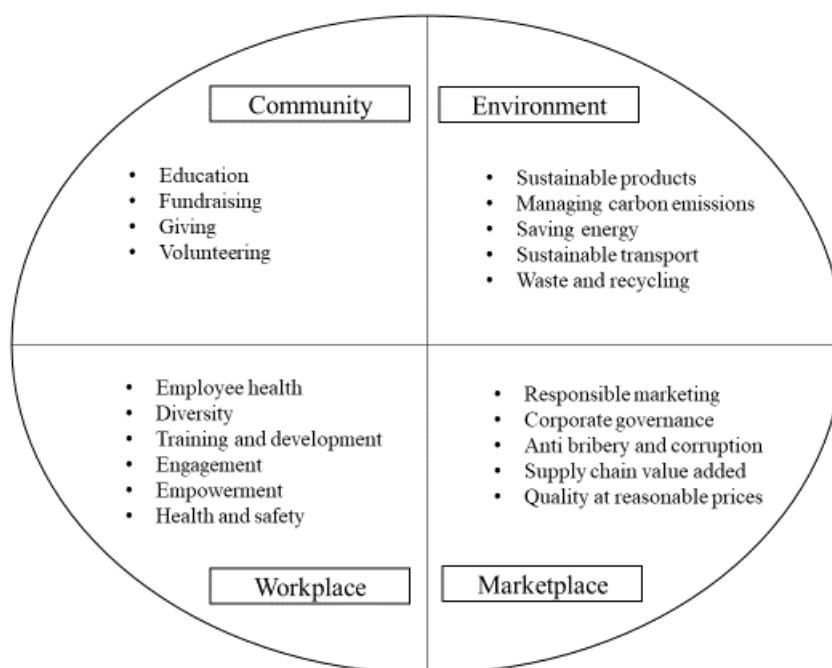 Community
• Education
• Fundraising
• Giving
• Volunteering
Environment
• Sustainable products
• Managing carbon emissions
• Saving energy
• Sustainable transport
• Waste and recycling
• Employee health
• Diversity
• Training and development
• Engagement
• Empowerment
• Health and safety
Workplace
• Responsible marketing
• Corporate governance
• Anti bribery and corruption
• Supply chain value added
• Quality at reasonable prices
Marketplace